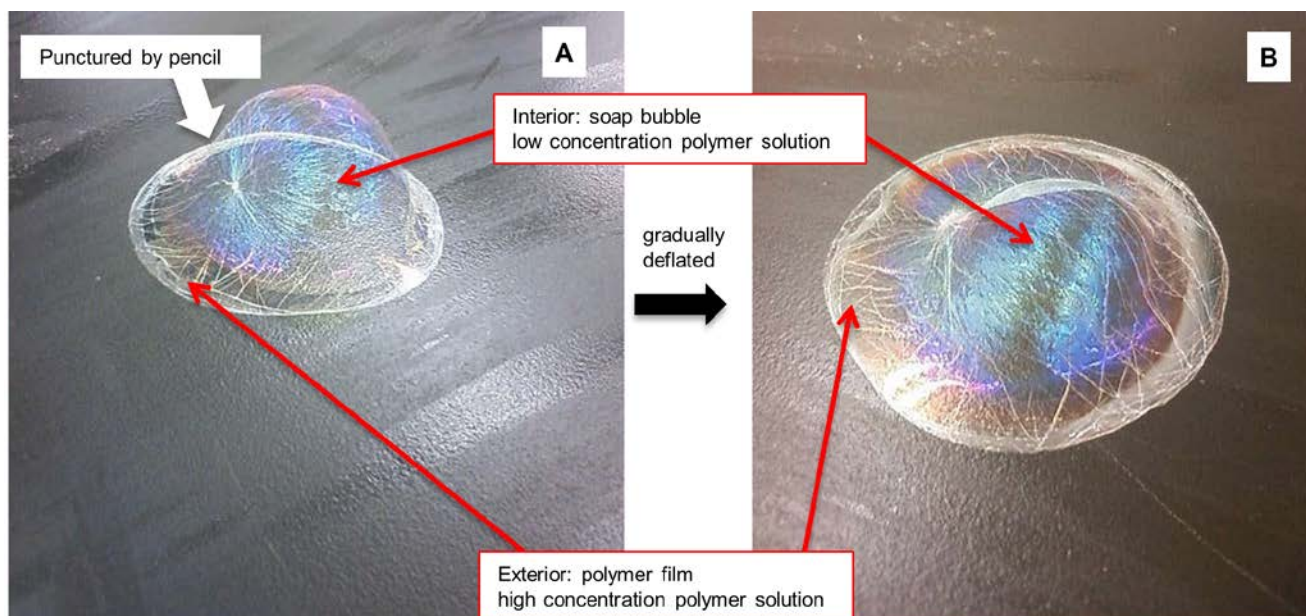 Punctured by pencil
A
Interior: soap bubble
low concentration polymer solution
B
gradually
deflated
Exterior: polymer film
high concentration polymer solution